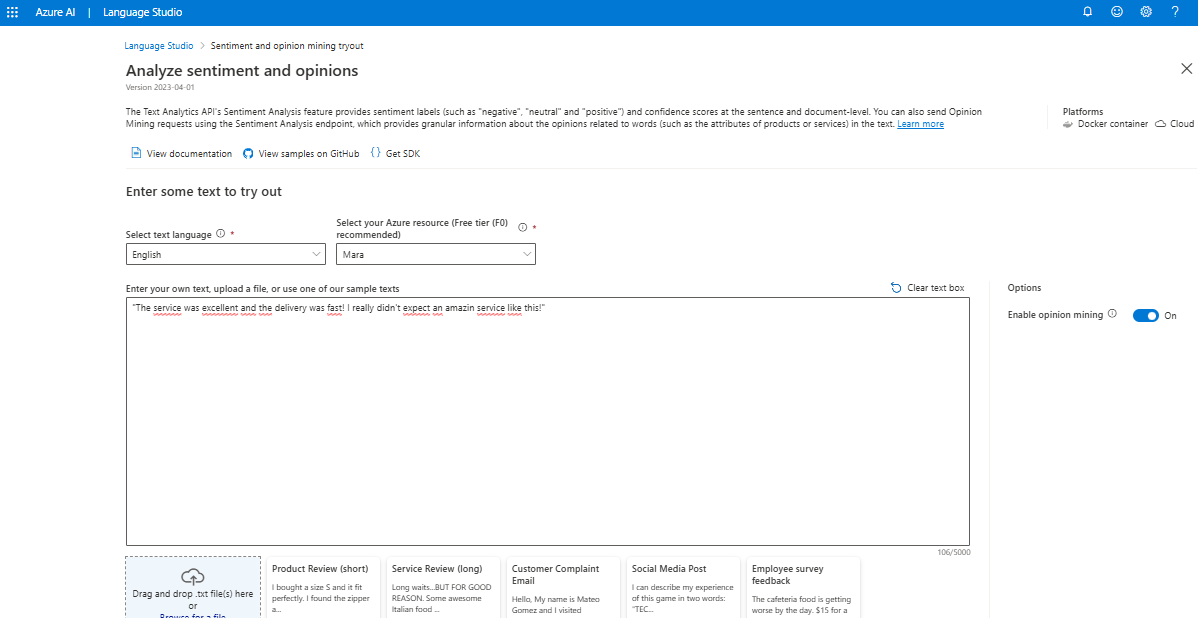 Azure AI | Language Studio
Language Studio > Sentiment and opinion mining tryout
Analyze sentiment and opinions
Version 2023-04-01
The Text Analytics API's Sentiment Analysis feature provides sentiment labels (such as "negative", "neutral" and "positive") and confidence scores at the sentence and document-level. You can also send Opinion
Mining requests using the Sentiment Analysis endpoint, which provides granular information about the opinions related to words (such as the attributes of products or services) in the text. Learn more
Platforms
Docker container Cloud
View documentation View samples on GitHub {} Get SDK
Enter some text to try out
Select text language *
English
Select your Azure resource (Free tier (F0)
recommended) *
Mara
Enter your own text, upload a file, or use one of our sample texts
Clear text box
"The service was excellent and the delivery was fast! I really didn't expect an amazin service like this!"
106/5000
Options
Enable opinion mining On
Drag and drop .txt file(s) here
or
Browse for a file
Product Review (short)
I bought a size S and it fit
perfectly. I found the zipper
a...
Service Review (long)
Long waits...BUT FOR GOOD
REASON. Some awesome
Italian food ...
Customer Complaint
Email
Hello, My name is Mateo
Gomez and I visited
Social Media Post
I can describe my experience
of this game in two words:
"TEC...
Employee survey
feedback
The cafeteria food is getting
worse by the day. $15 for a